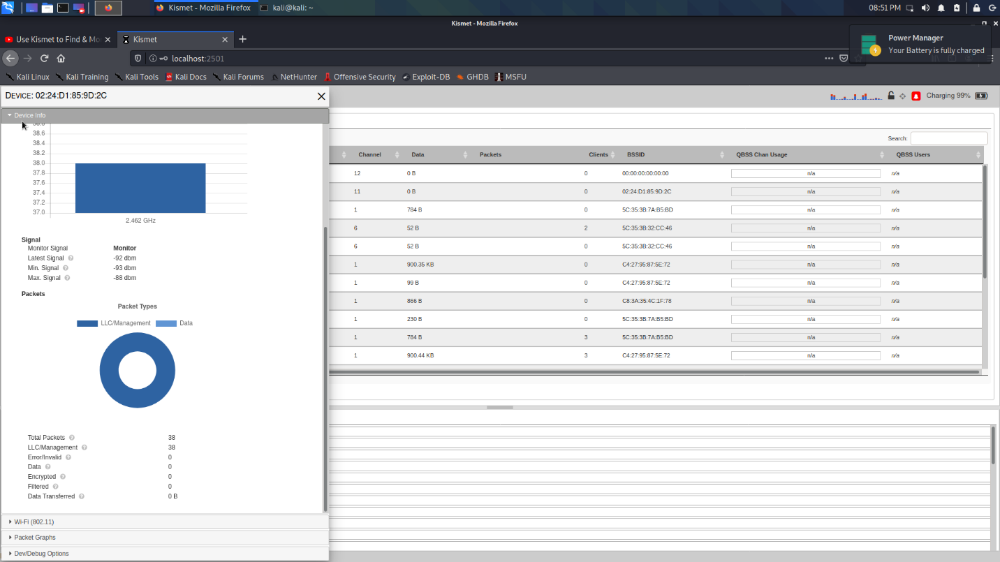 Kismet - Mozilla Firefox
kali@kali: ~
08:51 PM
Kismet - Mozilla Firefox
Use Kismet to Find & Mo
Kismet
localhost:2501
Power Manager
Your Battery is fully charged
Kali Linux Kali Training Kali Tools Kali Docs Kali Forums NetHunter Offensive Security Exploit-DB GHDB MSFU
DEVICE: 02:24:D1:85:9D:2C
Charging 99%
Device Info
38.6
38.4
38.2
38.0
37.8
37.6
37.4
37.2
37.0
2.462 GHz
Signal
Monitor Signal Monitor
Latest Signal -92 dbm
Min. Signal -93 dbm
Max. Signal -88 dbm
Packets
Packet Types
LLC/Management Data
Total Packets 38
LLC/Management 38
Error/Invalid 0
Data 0
Encrypted 0
Filtered 0
Data Transferred 0 B
Wi-Fi (802.11)
Packet Graphs
Dev/Debug Options
Search:
Channel Data Packets Clients BSSID QBSS Chan Usage QBSS Users
12 0 B 0 00:00:00:00:00:00 n/a n/a
11 0 B 0 02:24:D1:85:9D:2C n/a n/a
1 784 B 0 5C:35:3B:7A:B5:BD n/a n/a
6 52 B 2 5C:35:3B:32:CC:46 n/a n/a
6 52 B 0 5C:35:3B:32:CC:46 n/a n/a
1 900.35 KB 0 C4:27:95:87:5E:72 n/a n/a
1 99 B 0 C4:27:95:87:5E:72 n/a n/a
1 866 B 0 C8:3A:35:4C:1F:78 n/a n/a
1 230 B 0 5C:35:3B:7A:B5:BD n/a n/a
1 784 B 3 5C:35:3B:7A:B5:BD n/a n/a
1 900.44 KB 3 C4:27:95:87:5E:72 n/a n/a